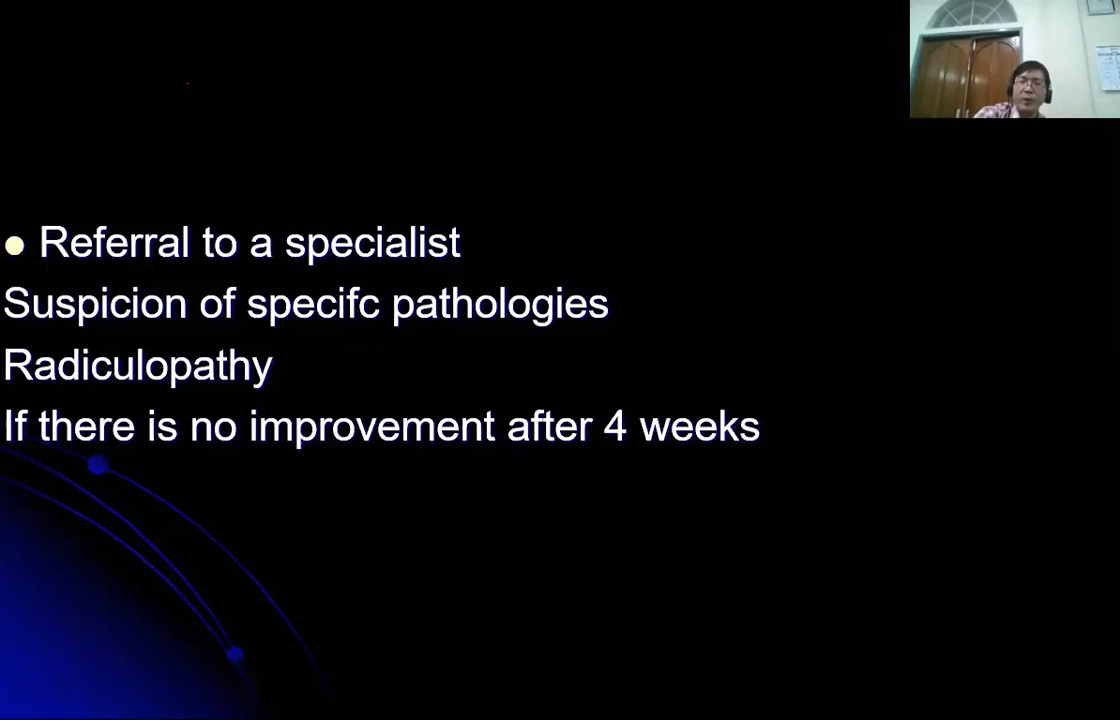 Referral to a specialist
Suspicion of specifc pathologies
Radiculopathy
If there is no improvement after 4 weeks